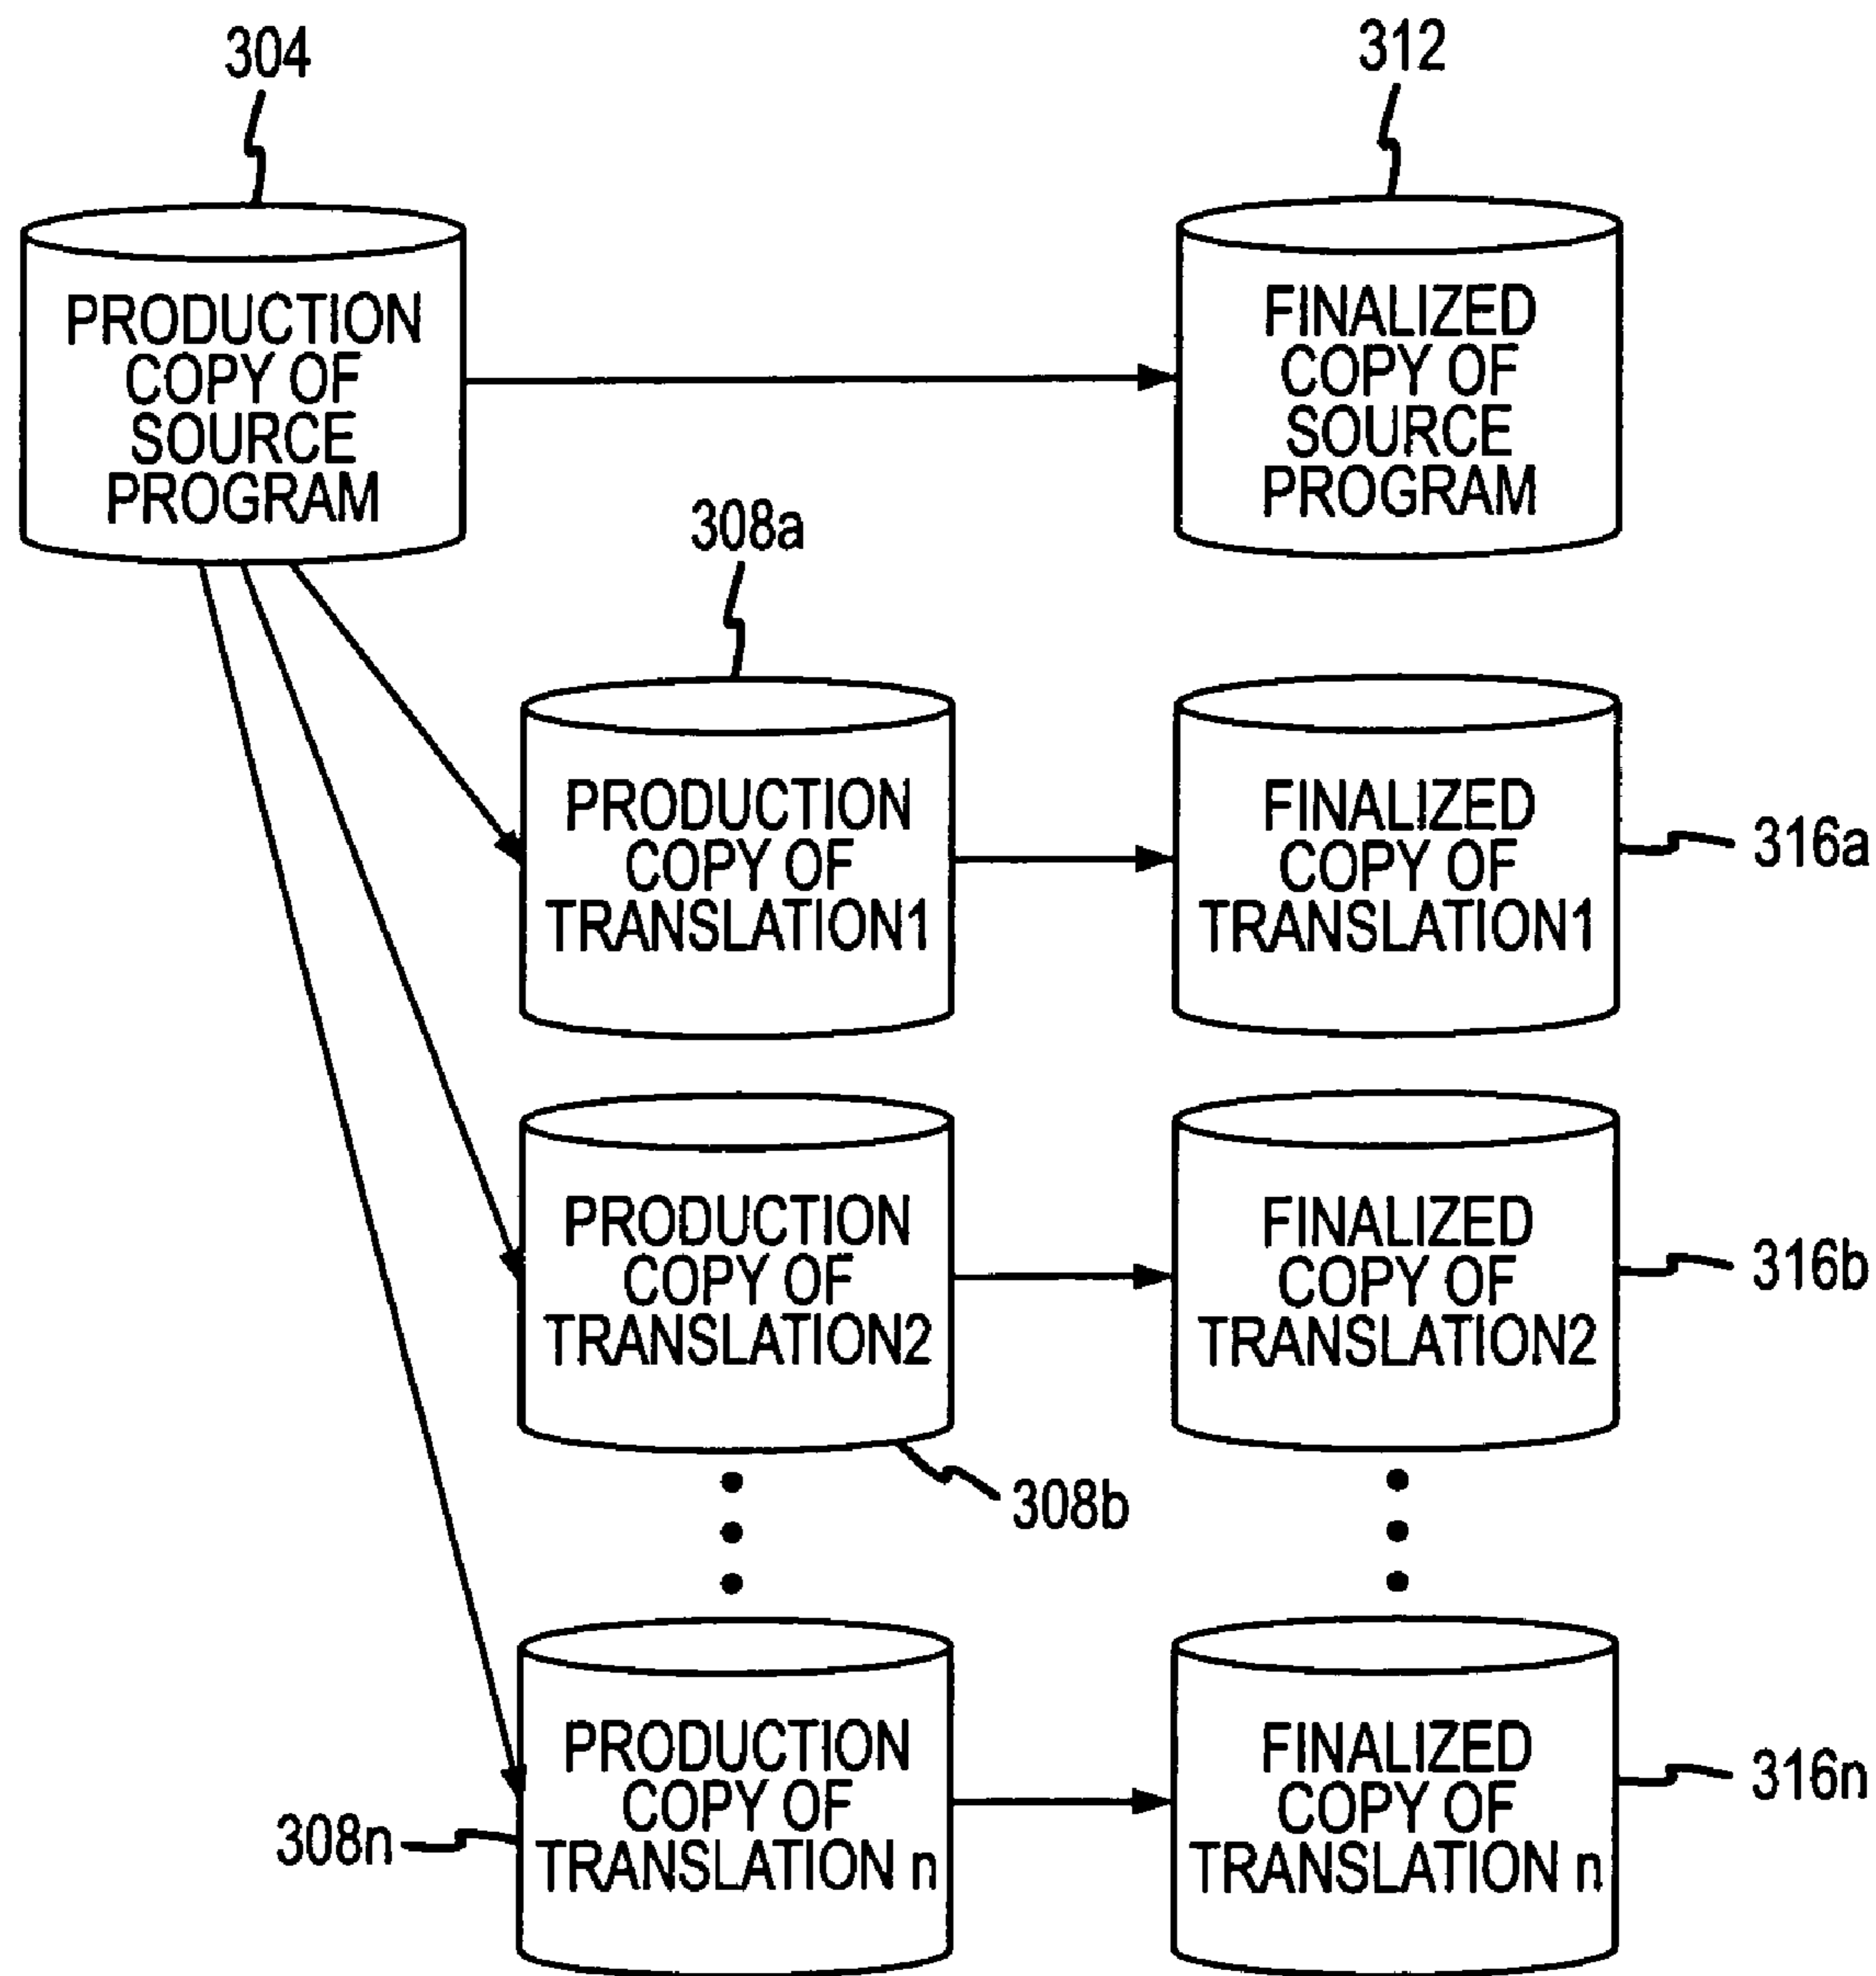 304
312
PRODUCTION
COPY OF
SOURCE
PROGRAM
FINALIZED
COPY OF
SOURCE
PROGRAM
308a
PRODUCTION
COPY OF
TRANSLATION1
FINALIZED
COPY OF
TRANSLATION1
316a
PRODUCTION
COPY OF
TRANSLATION2
FINALIZED
COPY OF
TRANSLATION2
316b
308b
PRODUCTION
COPY OF
TRANSLATION n
FINALIZED
COPY OF
TRANSLATION n
316n
308n